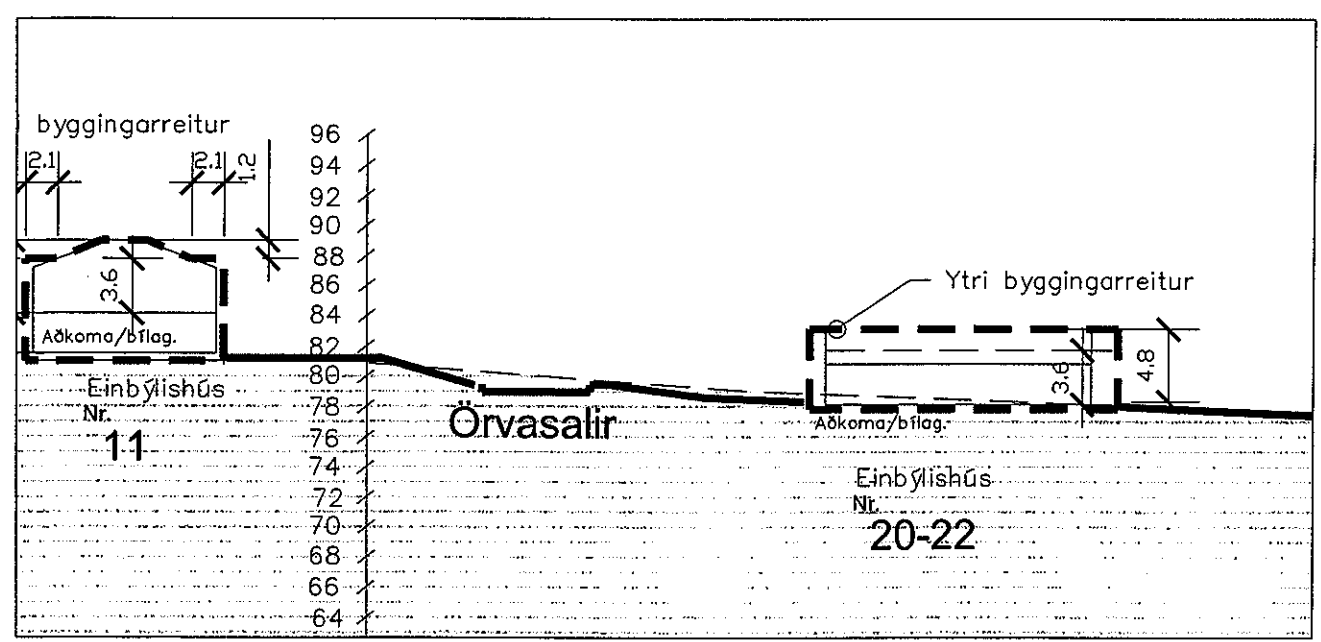 byggingarreitur
2.1
2.1
1.2
96
94
92
90
88
86
84
82
80
78
76
74
72
70
68
66
64
3.6
Aðkoma/bílag.
Einbýlishús
Nr.
11
Örvasalir
Ytri byggingarreitur
3.6
4.8
Aðkoma/bílag.
Einbýlishús
Nr.
20-22